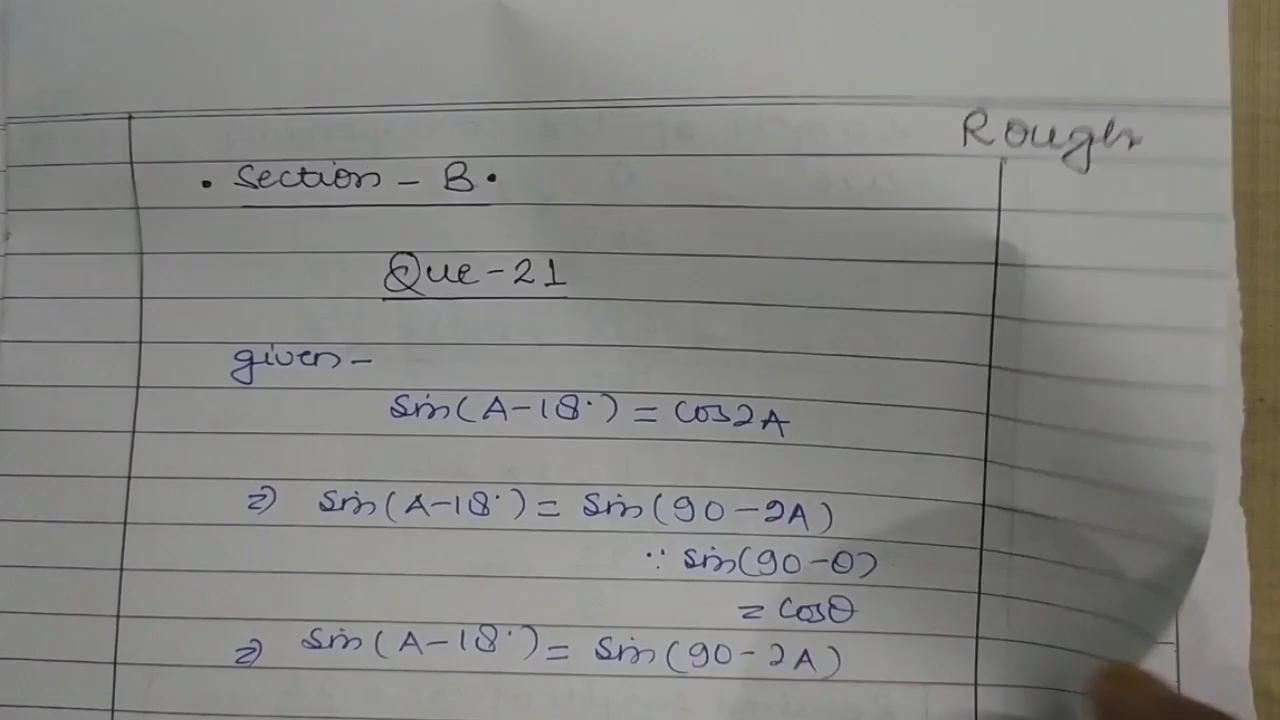 Rough
• Section - B •
Que-21
given-
Sin(A-18°) = Cos2A
⇒ Sin(A-18°) = Sin(90-2A)
∵ Sin(90-θ)
= Cosθ
⇒ Sin(A-18°) = Sin(90-2A)